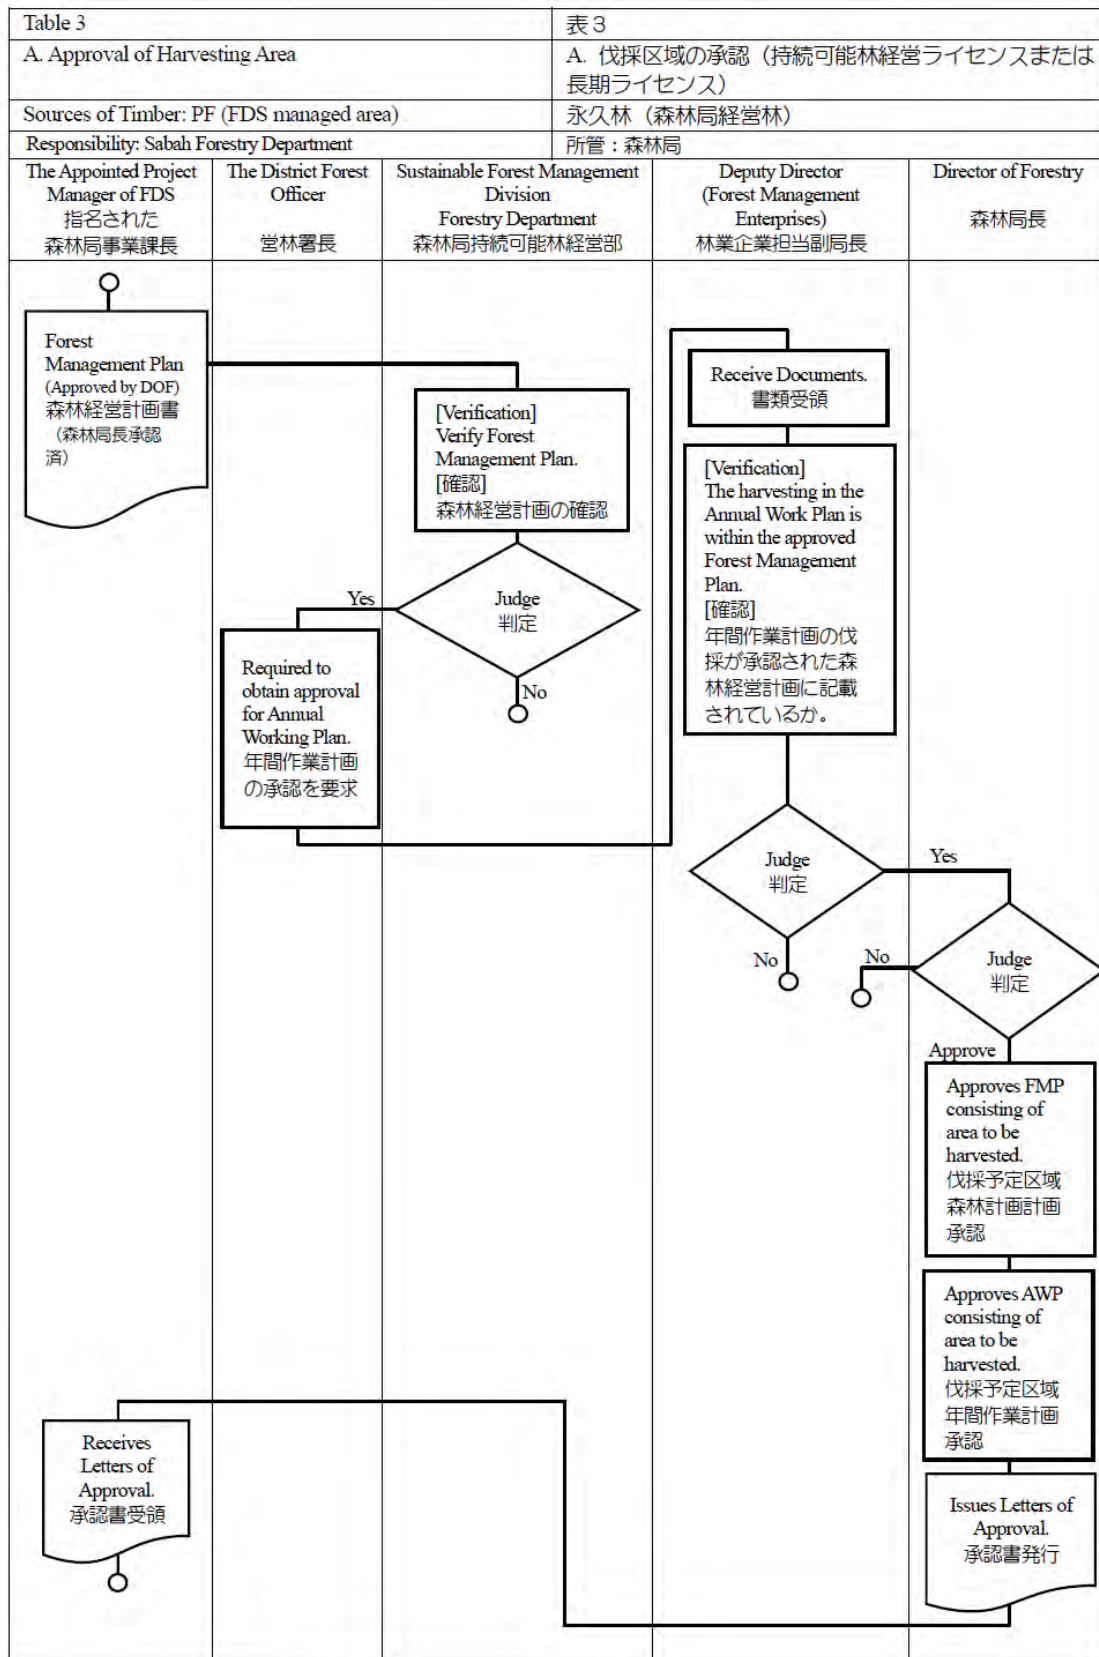 Table 3
表３
A. Approval of Harvesting Area
A. 伐採区域の承認（持続可能林経営ライセンスまたは
長期ライセンス）
Sources of Timber: PF (FDS managed area)
永久林（森林局経営林）
Responsibility: Sabah Forestry Department
所管：森林局
The Appointed Project
Manager of FDS
指名された
森林局事業課長
The District Forest
Officer
営林署長
Sustainable Forest Management
Division
Forestry Department
森林局持続可能林経営部
Deputy Director
(Forest Management
Enterprises)
林業企業担当副局長
Director of Forestry
森林局長
Forest
Management Plan
(Approved by DOF)
森林経営計画書
（森林局長承認
済）
[Verification]
Verify Forest
Management Plan.
[確認]
森林経営計画の確認
Judge
判定
Yes
No
Required to
obtain approval
for Annual
Working Plan.
年間作業計画
の承認を要求
Receive Documents.
書類受領
[Verification]
The harvesting in the
Annual Work Plan is
within the approved
Forest Management
Plan.
[確認]
年間作業計画の伐
採が承認された森
林経営計画に記載
されているか。
Judge
判定
Yes
No
Judge
判定
No
Approve
Approves FMP
consisting of
area to be
harvested.
伐採予定区域
森林計画計画
承認
Approves AWP
consisting of
area to be
harvested.
伐採予定区域
年間作業計画
承認
Issues Letters of
Approval.
承認書発行
Receives
Letters of
Approval.
承認書受領